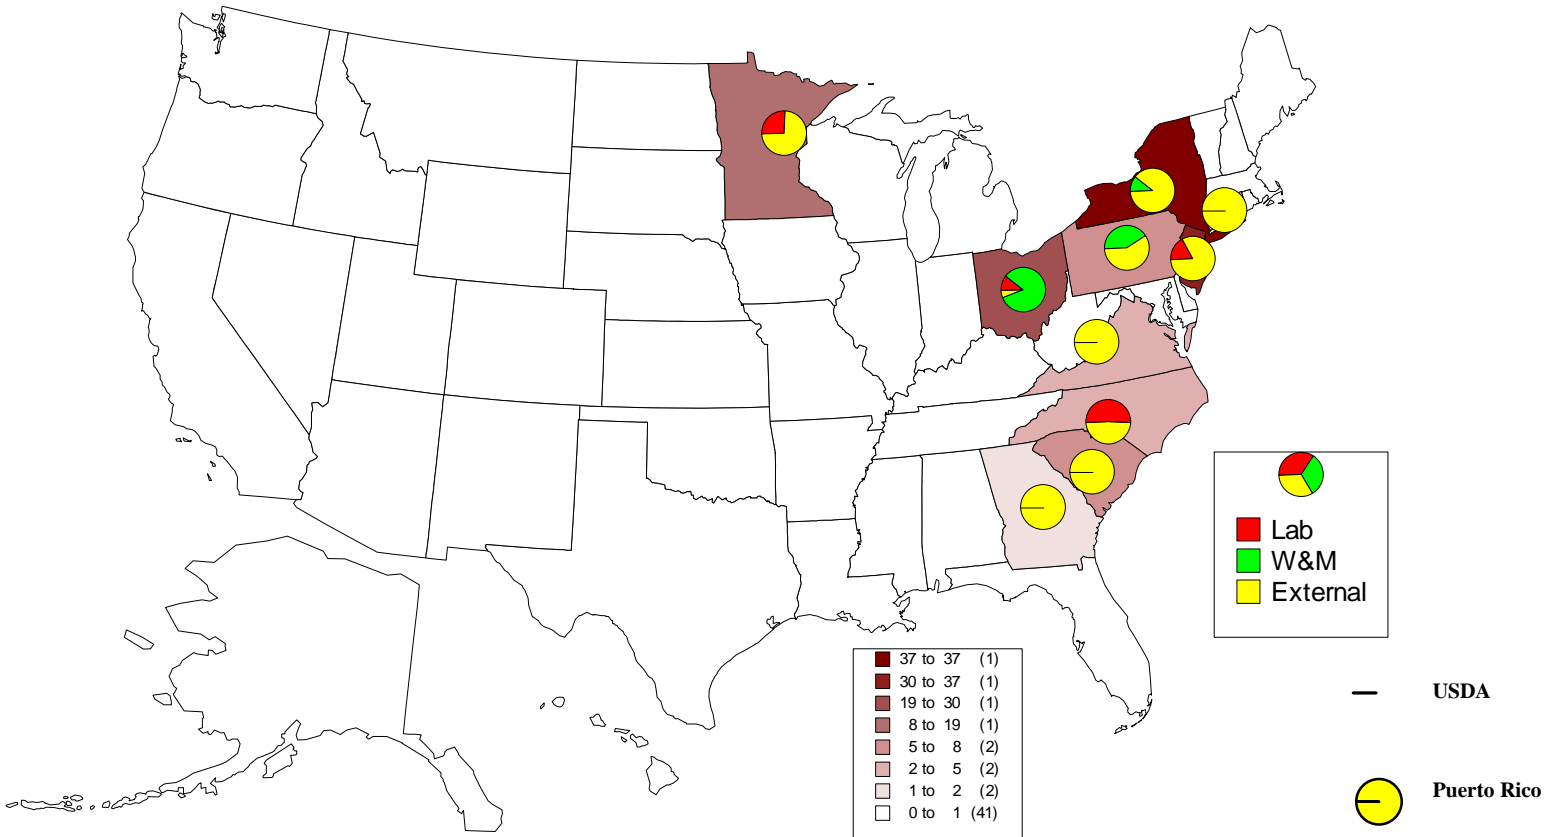 Lab
W&M
External
37 to 37 (1)
30 to 37 (1)
19 to 30 (1)
8 to 19 (1)
5 to 8 (2)
2 to 5 (2)
1 to 2 (2)
0 to 1 (41)
USDA
Puerto Rico